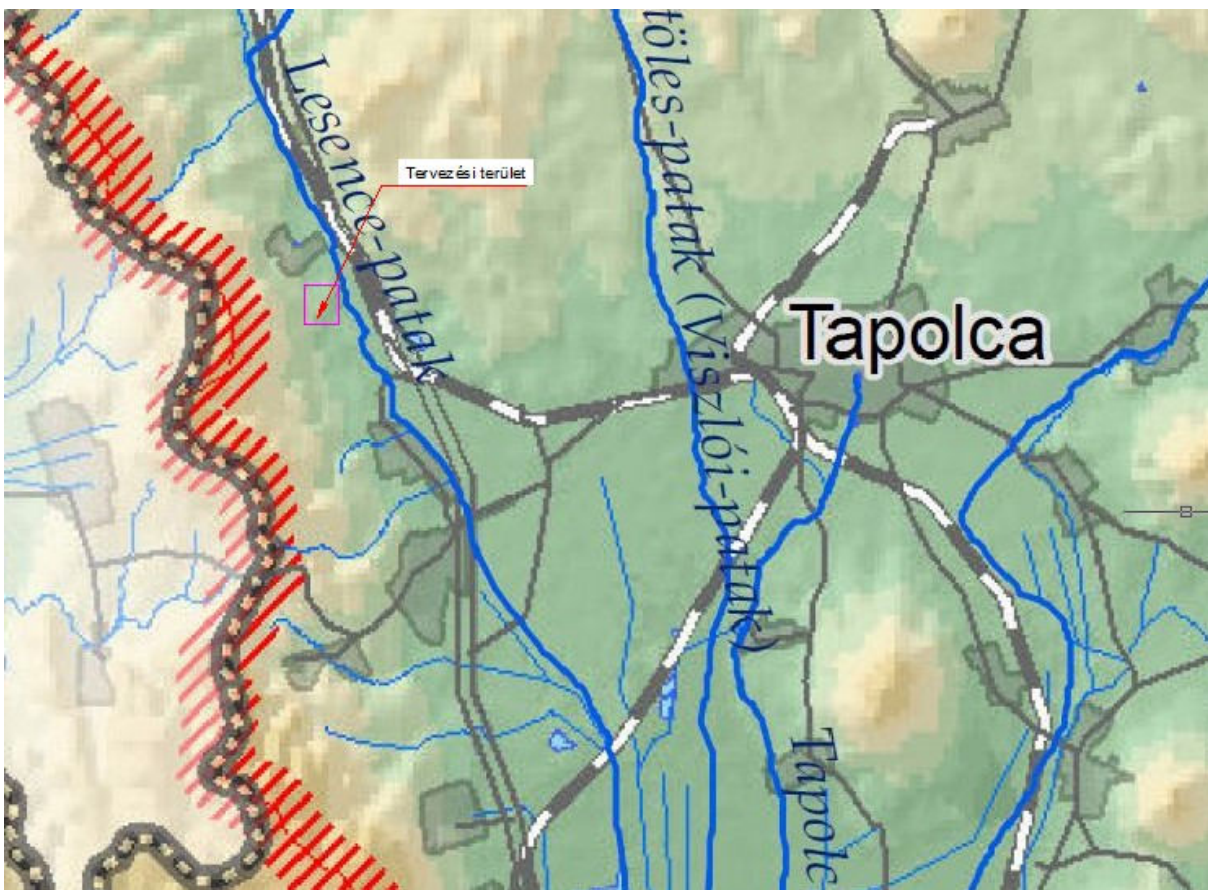 Lesence-patak
töles-patak (Viszlói-patak)
Tervezési terület
Tapolca
Tapolc